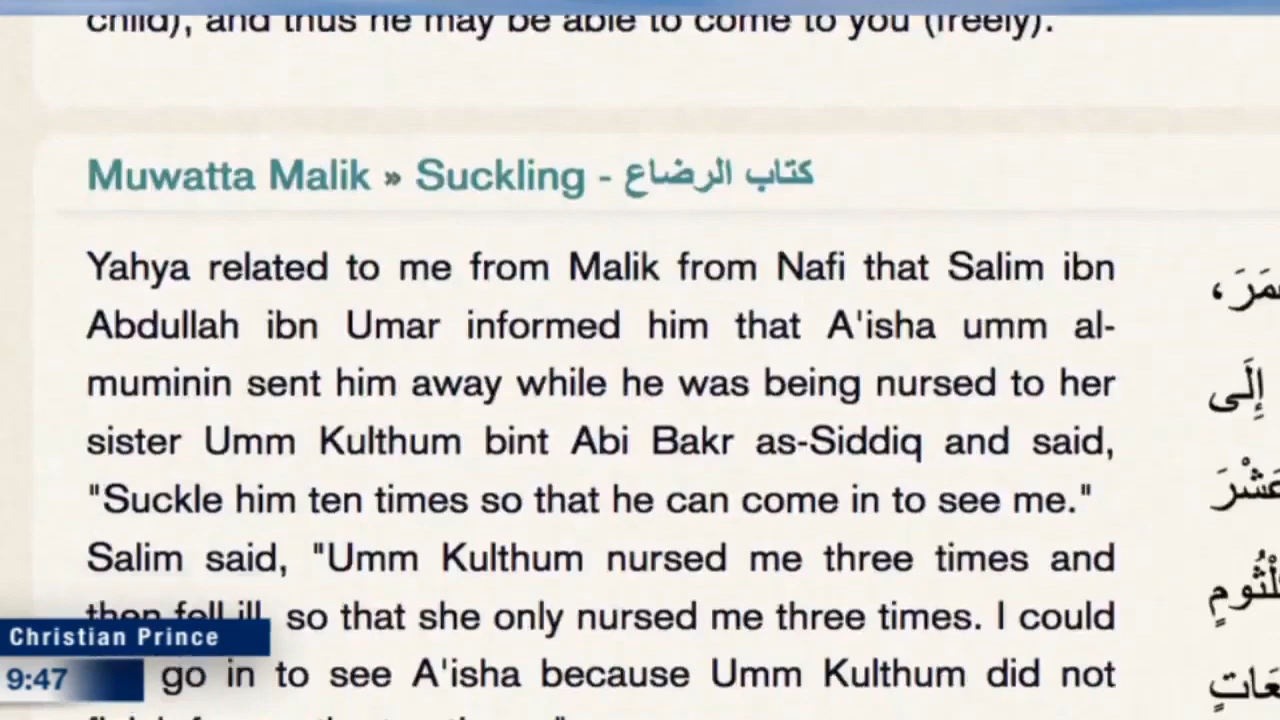 child), and thus he may be able to come to you (freely).
Muwatta Malik » Suckling - كتاب الرضاع
Yahya related to me from Malik from Nafi that Salim ibn
Abdullah ibn Umar informed him that A'isha umm al-
muminin sent him away while he was being nursed to her
sister Umm Kulthum bint Abi Bakr as-Siddiq and said,
"Suckle him ten times so that he can come in to see me."
Salim said, "Umm Kulthum nursed me three times and
then fell ill, so that she only nursed me three times. I could
go in to see A'isha because Umm Kulthum did not
إِلَى
Christian Prince
9:47